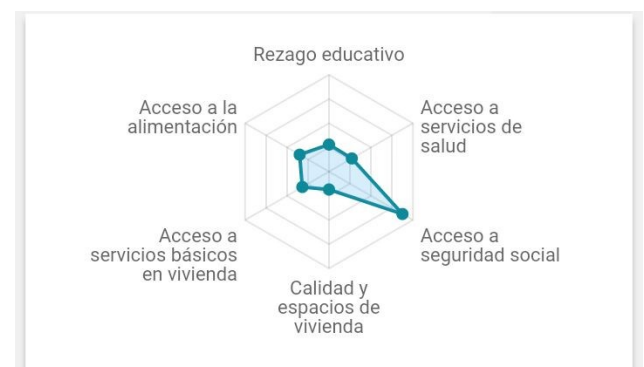 Rezago educativo
Acceso a la
alimentación
Acceso a
servicios de
salud
Acceso a
servicios básicos
en vivienda
Acceso a
seguridad social
Calidad y
espacios de
vivienda